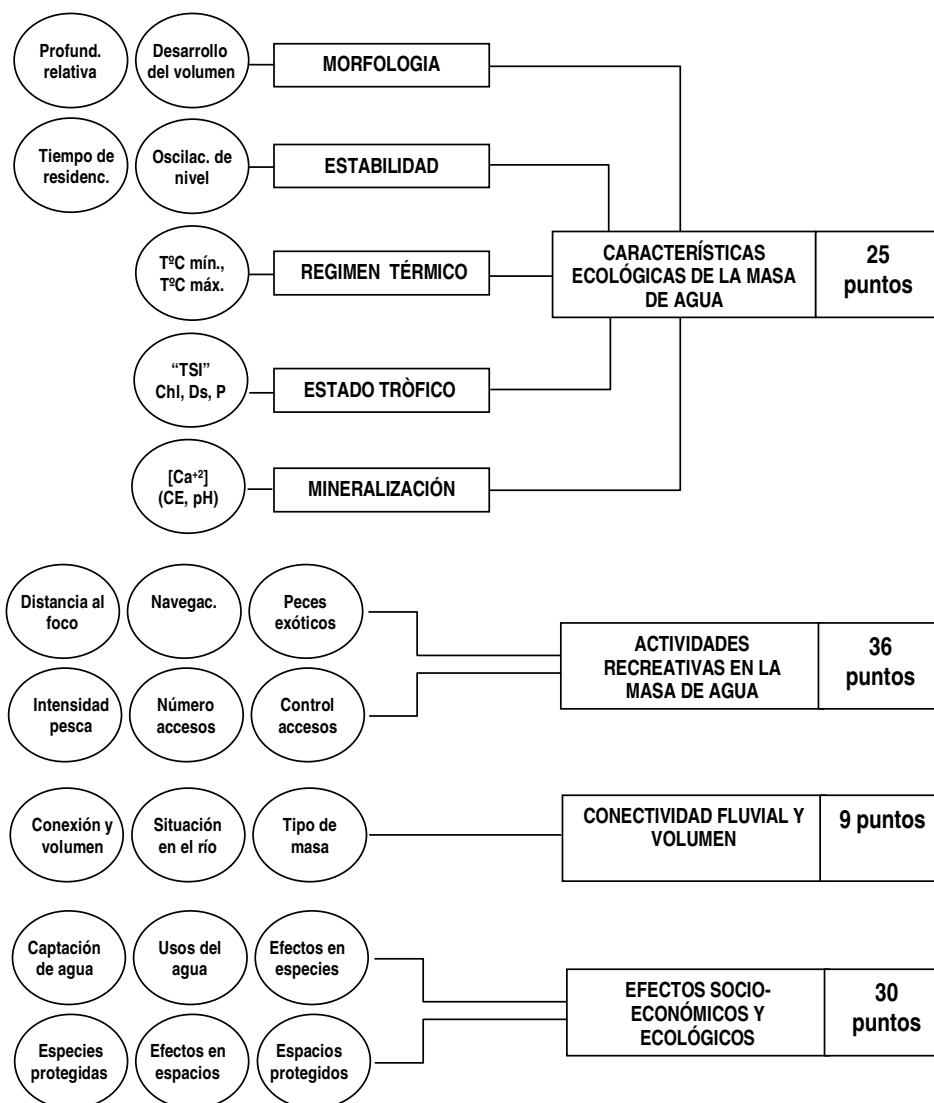 Profund.
relativa
Desarrollo
del volumen
MORFOLOGIA
Tiempo de
residenc.
Oscilac. de
nivel
ESTABILIDAD
TºC mín.,
TºC máx.
REGIMEN TÉRMICO
CARACTERÍSTICAS
ECOLÓGICAS DE LA MASA
DE AGUA
25
puntos
“TSI”
Chl, Ds, P
ESTADO TRÒFICO
[Ca+2]
(CE, pH)
MINERALIZACIÓN
Distancia al
foco
Navegac.
Peces
exóticos
Intensidad
pesca
Número
accesos
Control
accesos
ACTIVIDADES
RECREATIVAS EN LA
MASA DE AGUA
36
puntos
Conexión y
volumen
Situación
en el río
Tipo de
masa
CONECTIVIDAD FLUVIAL Y
VOLUMEN
9 puntos
Captación
de agua
Usos del
agua
Efectos en
especies
Especies
protegidas
Efectos en
espacios
Espacios
protegidos
EFECTOS SOCIO-
ECONÓMICOS Y
ECOLÓGICOS
30
puntos